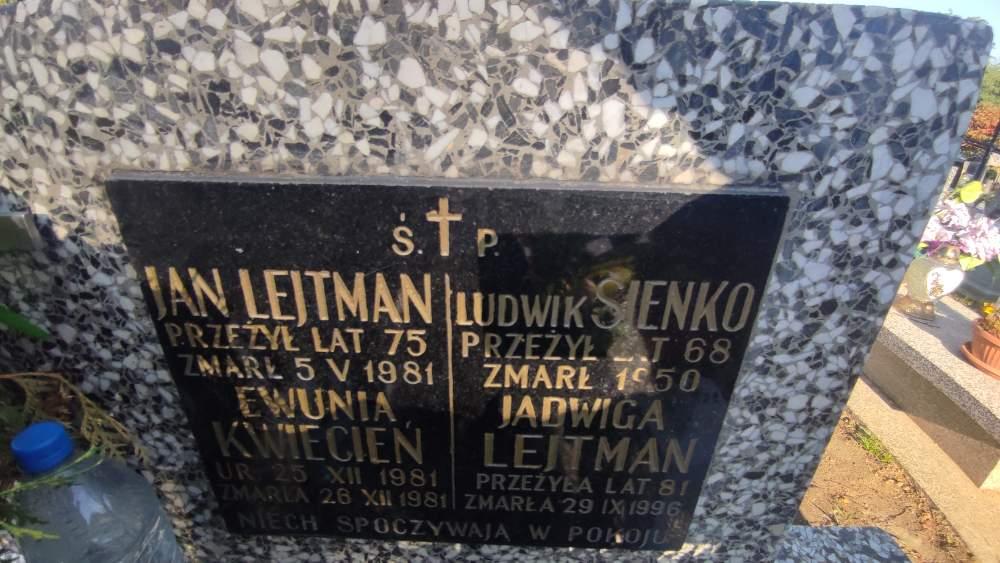 Ś. P.
JAN LEJTMAN
PRZEŻYŁ LAT 75
ZMARŁ 5 V 1981
EWUNIA
KWIECIEŃ
UR. 25 XII 1981
ZMARŁA 26 XII 1981
LUDWIK SIENKO
PRZEŻYŁ LAT 68
ZMARŁ 1950
JADWIGA
LEJTMAN
PRZEŻYŁA LAT 81
ZMARŁA 29 IX 1996
NIECH SPOCZYWAJĄ W POKOJU